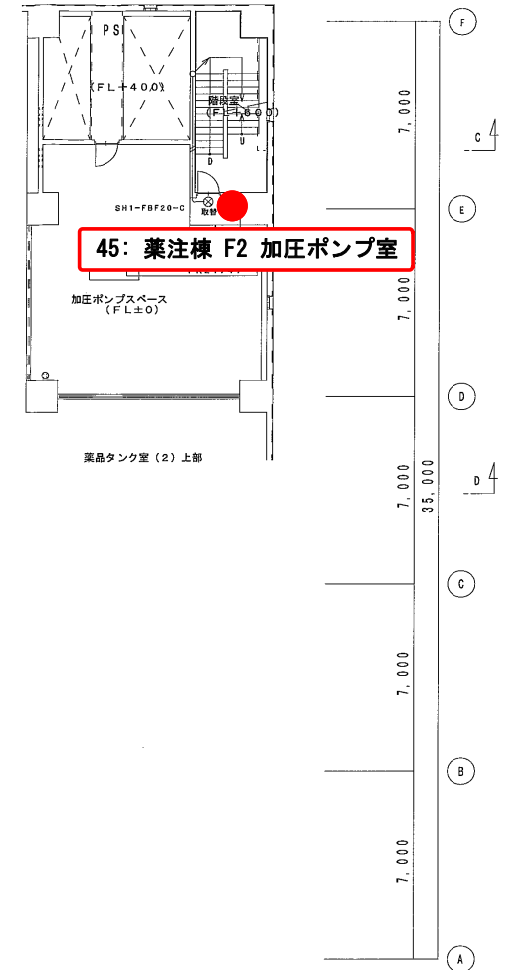 F
PS
(FL+400)
階段室
(FL+600)
7,000
C
U
D
SH1-FBF20-C
取替
E
45: 薬注棟 F2 加圧ポンプ室
加圧ポンプスペース
(FL±0)
7,000
D
薬品タンク室(2)上部
7,000
35,000
D
C
7,000
B
7,000
A